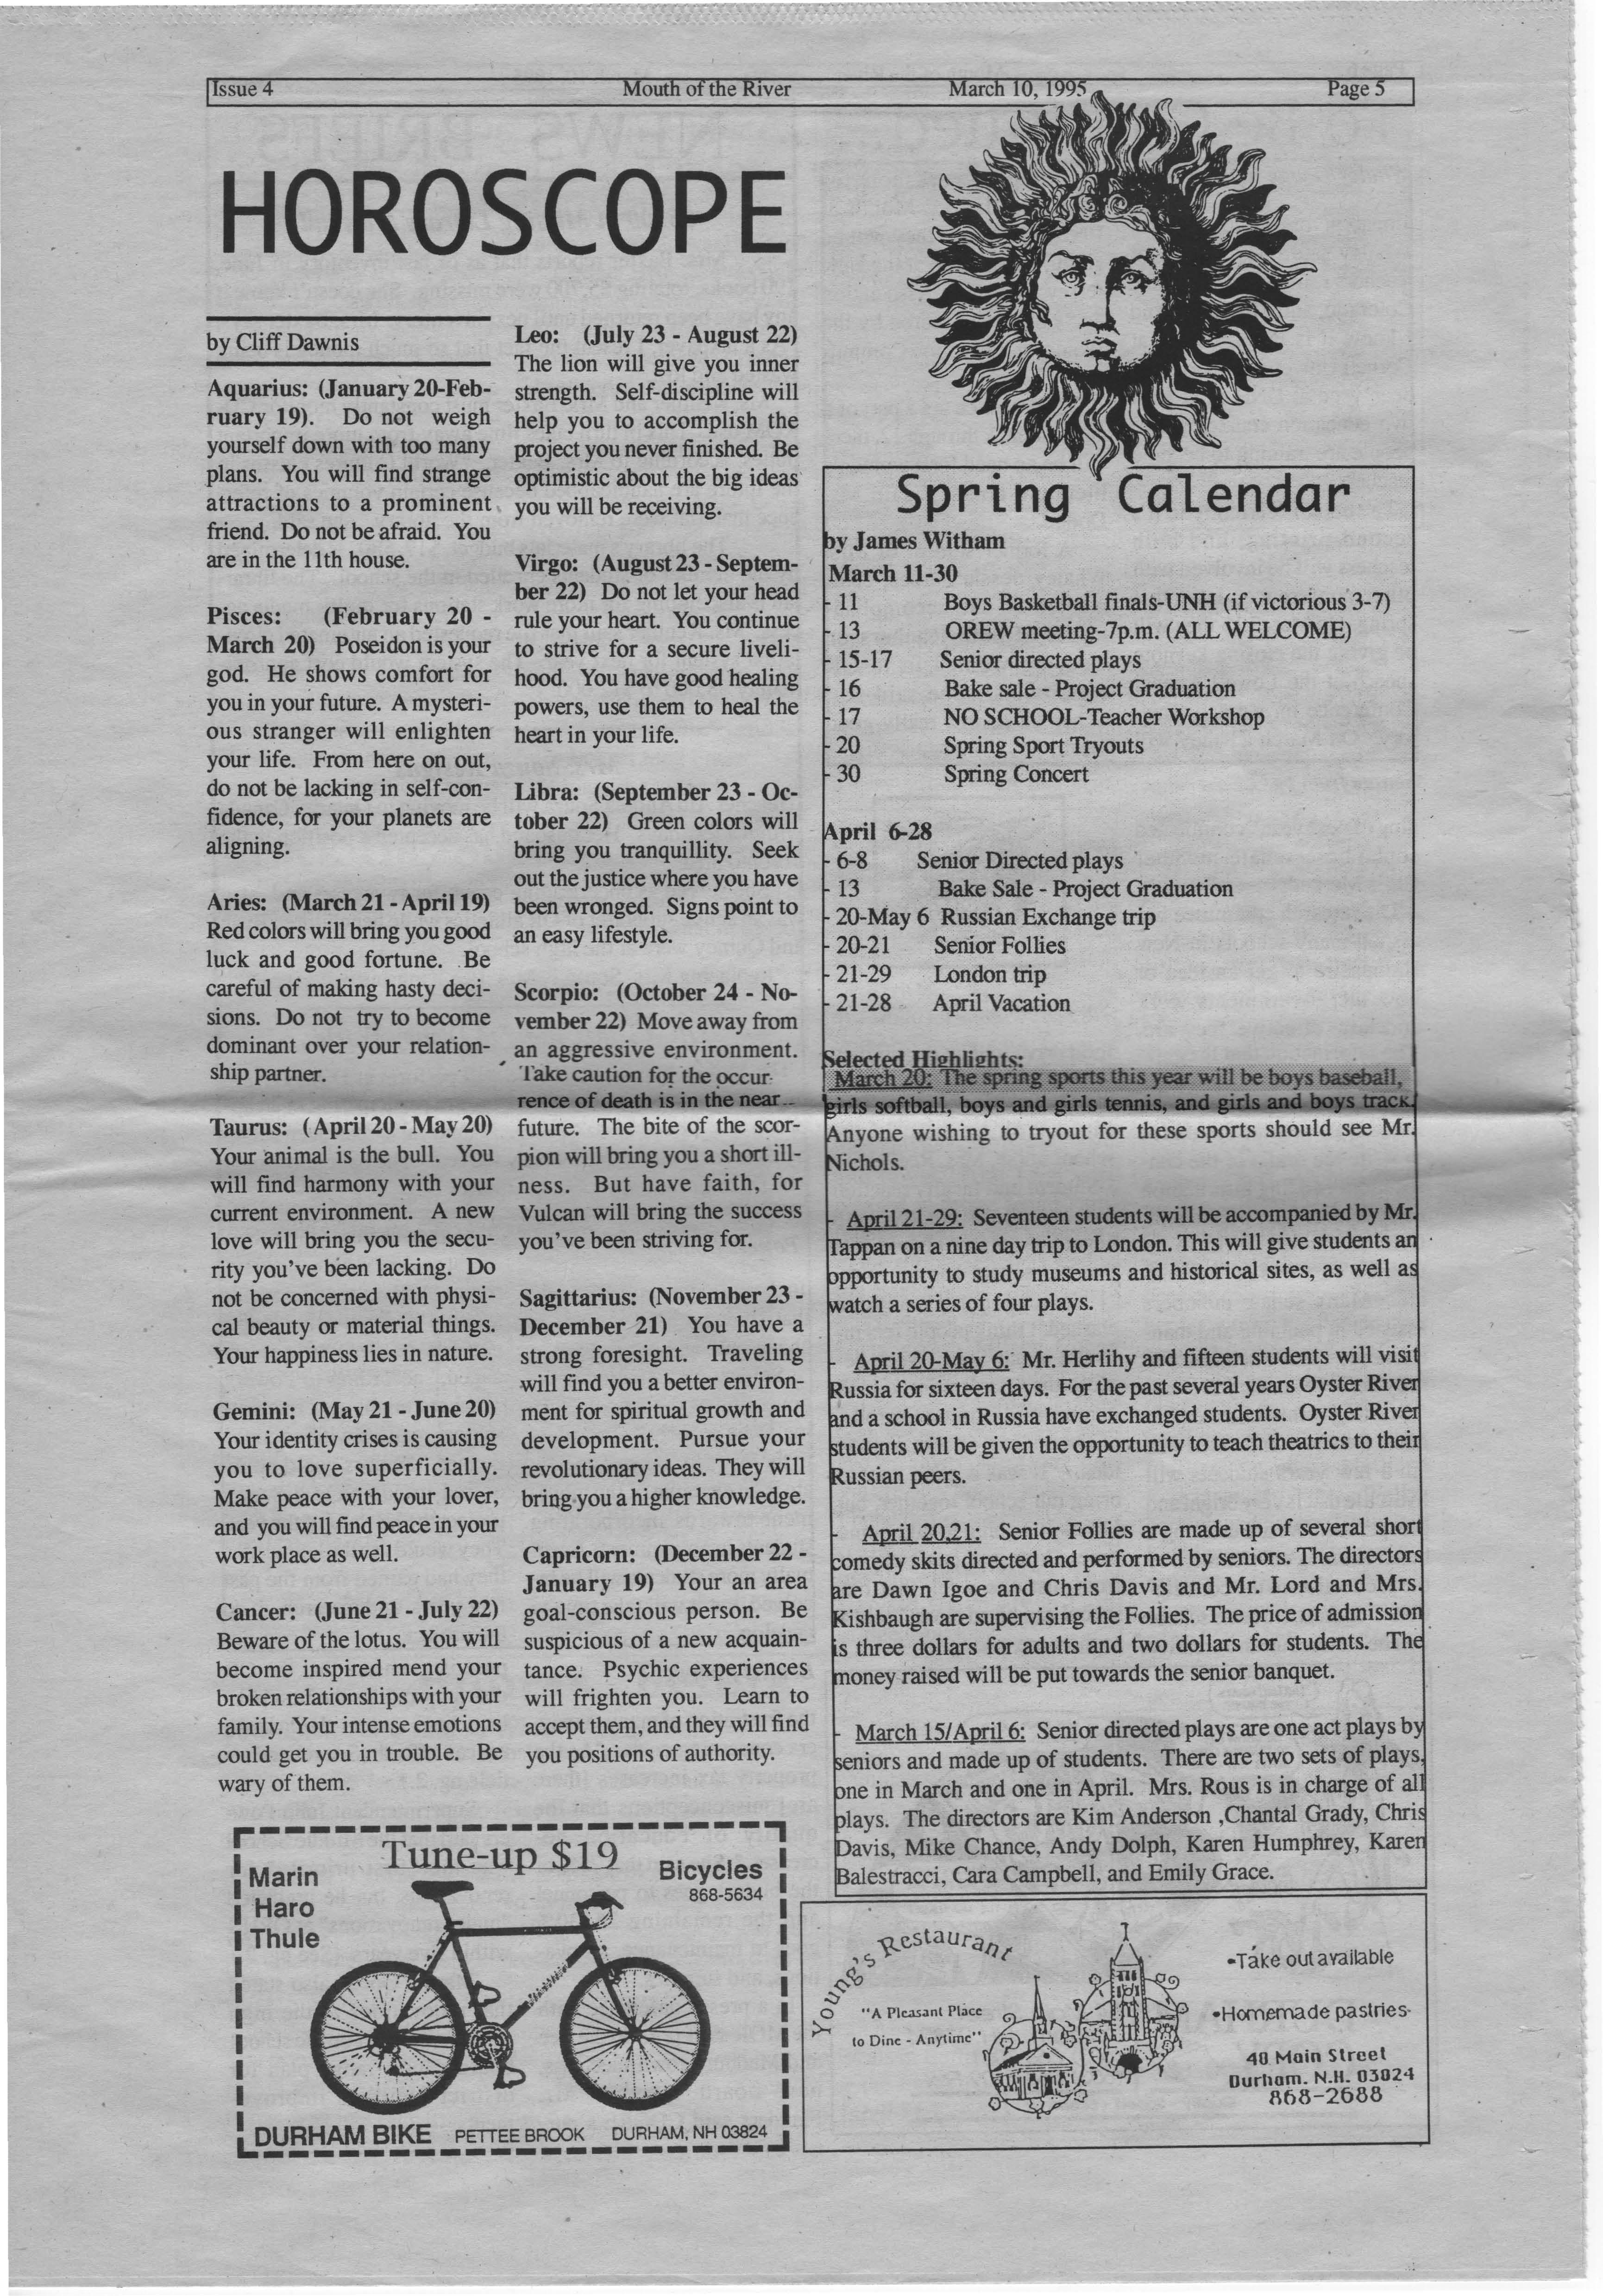 Issue 4 Mouth of the River March 10, 1995 Page 5
HOROSCOPE
by Cliff Dawnis
Aquarius: (January 20-Feb-
ruary 19). Do not weigh
yourself down with too many
plans. You will find strange
attractions to a prominent
friend. Do not be afraid. You
are in the 11th house.
Pisces: (February 20 -
March 20) Poseidon is your
god. He shows comfort for
you in your future. A mysteri-
ous stranger will enlighten
your life. From here on out,
do not be lacking in self-con-
fidence, for your planets are
aligning.
Aries: (March 21 - April 19)
Red colors will bring you good
luck and good fortune. Be
careful of making hasty deci-
sions. Do not try to become
dominant over your relation-
ship partner.
Taurus: (April 20 - May 20)
Your animal is the bull. You
will find harmony with your
current environment. A new
love will bring you the secu-
rity you've been lacking. Do
not be concerned with physi-
cal beauty or material things.
Your happiness lies in nature.
Gemini: (May 21 - June 20)
Your identity crises is causing
you to love superficially.
Make peace with your lover,
and you will find peace in your
work place as well.
Cancer: (June 21 - July 22)
Beware of the lotus. You will
become inspired mend your
broken relationships with your
family. Your intense emotions
could get you in trouble. Be
wary of them.
Leo: (July 23 - August 22)
The lion will give you inner
strength. Self-discipline will
help you to accomplish the
project you never finished. Be
optimistic about the big ideas
you will be receiving.
Virgo: (August 23 - Septem-
ber 22) Do not let your head
rule your heart. You continue
to strive for a secure liveli-
hood. You have good healing
powers, use them to heal the
heart in your life.
Libra: (September 23 - Oc-
tober 22) Green colors will
bring you tranquillity. Seek
out the justice where you have
been wronged. Signs point to
an easy lifestyle.
Scorpio: (October 24 - No-
vember 22) Move away from
an aggressive environment.
Take caution for the occur-
rence of death is in the near
future. The bite of the scor-
pion will bring you a short ill-
ness. But have faith, for
Vulcan will bring the success
you've been striving for.
Sagittarius: (November 23 -
December 21) You have a
strong foresight. Traveling
will find you a better environ-
ment for spiritual growth and
development. Pursue your
revolutionary ideas. They will
bring you a higher knowledge.
Capricorn: (December 22 -
January 19) Your an area
goal-conscious person. Be
suspicious of a new acquain-
tance. Psychic experiences
will frighten you. Learn to
accept them, and they will find
you positions of authority.
Spring Calendar
by James Witham
March 11-30
- 11 Boys Basketball finals-UNH (if victorious 3-7)
- 13 OREW meeting-7p.m. (ALL WELCOME)
- 15-17 Senior directed plays
- 16 Bake sale - Project Graduation
- 17 NO SCHOOL-Teacher Workshop
- 20 Spring Sport Tryouts
- 30 Spring Concert
April 6-28
- 6-8 Senior Directed plays
- 13 Bake Sale - Project Graduation
- 20-May 6 Russian Exchange trip
- 20-21 Senior Follies
- 21-29 London trip
- 21-28 April Vacation
Selected Highlights:
March 20: The spring sports this year will be boys baseball,
girls softball, boys and girls tennis, and girls and boys track.
Anyone wishing to tryout for these sports should see Mr.
Nichols.
- April 21-29: Seventeen students will be accompanied by Mr.
Tappan on a nine day trip to London. This will give students an
opportunity to study museums and historical sites, as well as
watch a series of four plays.
- April 20-May 6: Mr. Herlihy and fifteen students will visit
Russia for sixteen days. For the past several years Oyster River
and a school in Russia have exchanged students. Oyster River
students will be given the opportunity to teach theatrics to their
Russian peers.
- April 20,21: Senior Follies are made up of several short
comedy skits directed and performed by seniors. The directors
are Dawn Igoe and Chris Davis and Mr. Lord and Mrs.
Kishbaugh are supervising the Follies. The price of admission
is three dollars for adults and two dollars for students. The
money raised will be put towards the senior banquet.
- March 15/April 6: Senior directed plays are one act plays by
seniors and made up of students. There are two sets of plays,
one in March and one in April. Mrs. Rous is in charge of all
plays. The directors are Kim Anderson ,Chantal Grady, Chris
Davis, Mike Chance, Andy Dolph, Karen Humphrey, Karen
Balestracci, Cara Campbell, and Emily Grace.
Tune-up $19
Marin
Haro
Thule
Bicycles
868-5634
DURHAM BIKE PETTEE BROOK DURHAM, NH 03824
Young's Restaurant
"A Pleasant Place
to Dine - Anytime"
•Take out available
•Homemade pastries
48 Main Street
Durham. N.H. 03824
868-2688